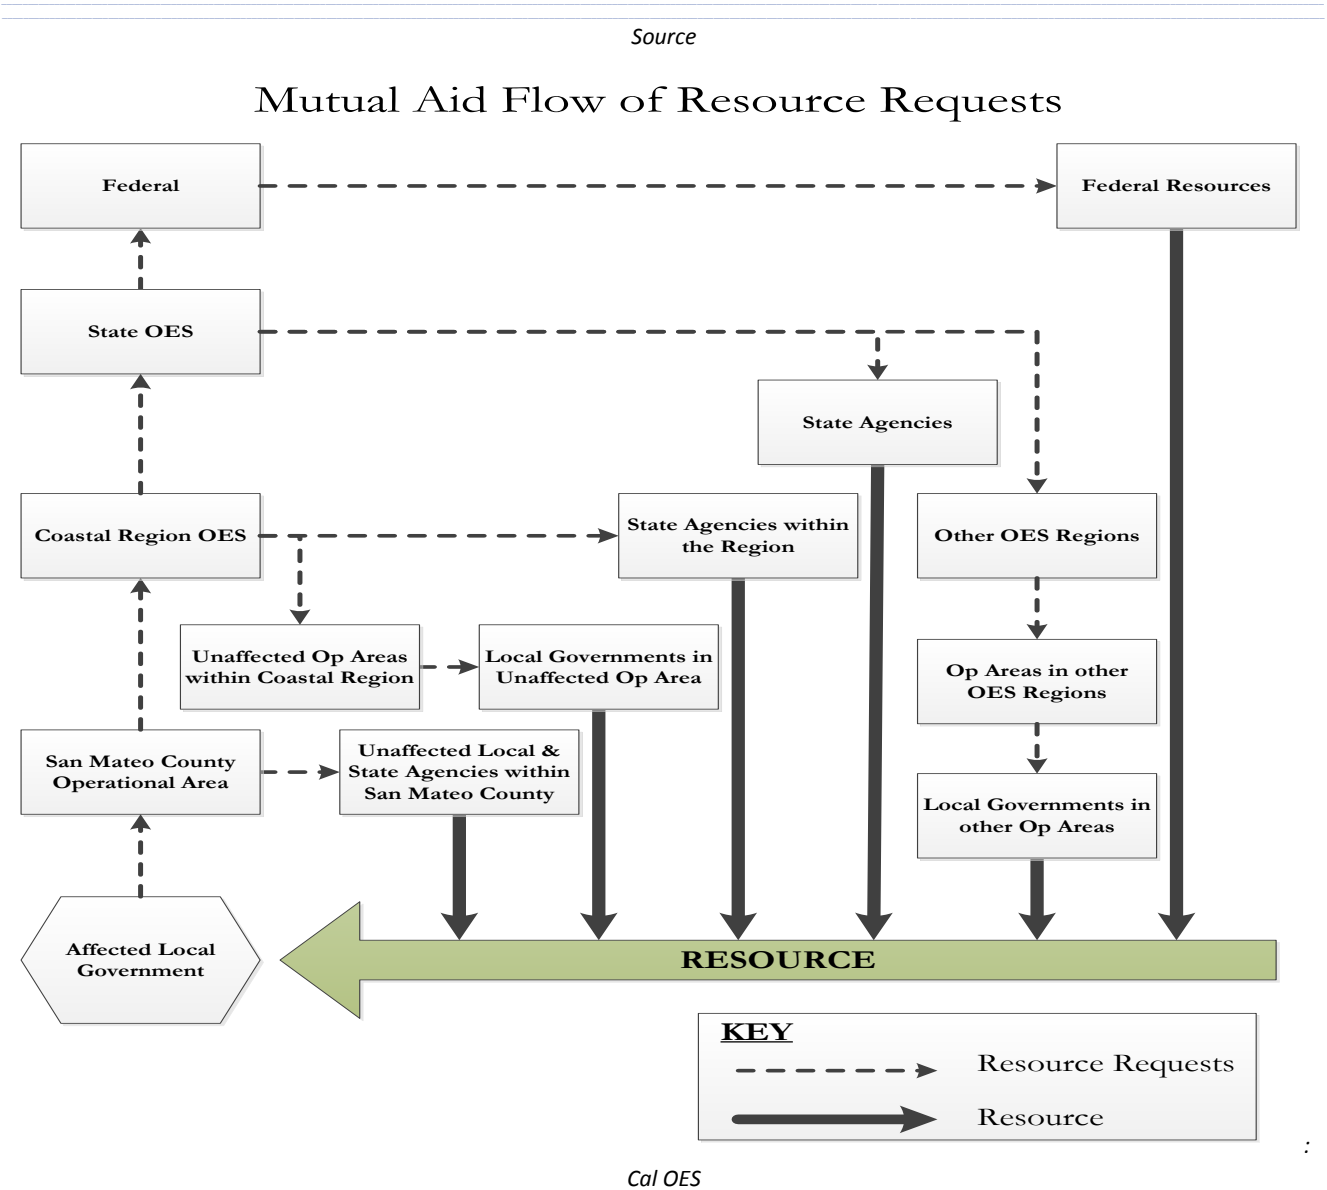 Source
Mutual Aid Flow of Resource Requests
Federal
Federal Resources
State OES
State Agencies
Coastal Region OES
State Agencies within
the Region
Other OES Regions
Unaffected Op Areas
within Coastal Region
Local Governments in
Unaffected Op Area
Op Areas in other
OES Regions
San Mateo County
Operational Area
Unaffected Local &
State Agencies within
San Mateo County
Local Governments in
other Op Areas
Affected Local
Government
RESOURCE
KEY
Resource Requests
Resource
:
Cal OES